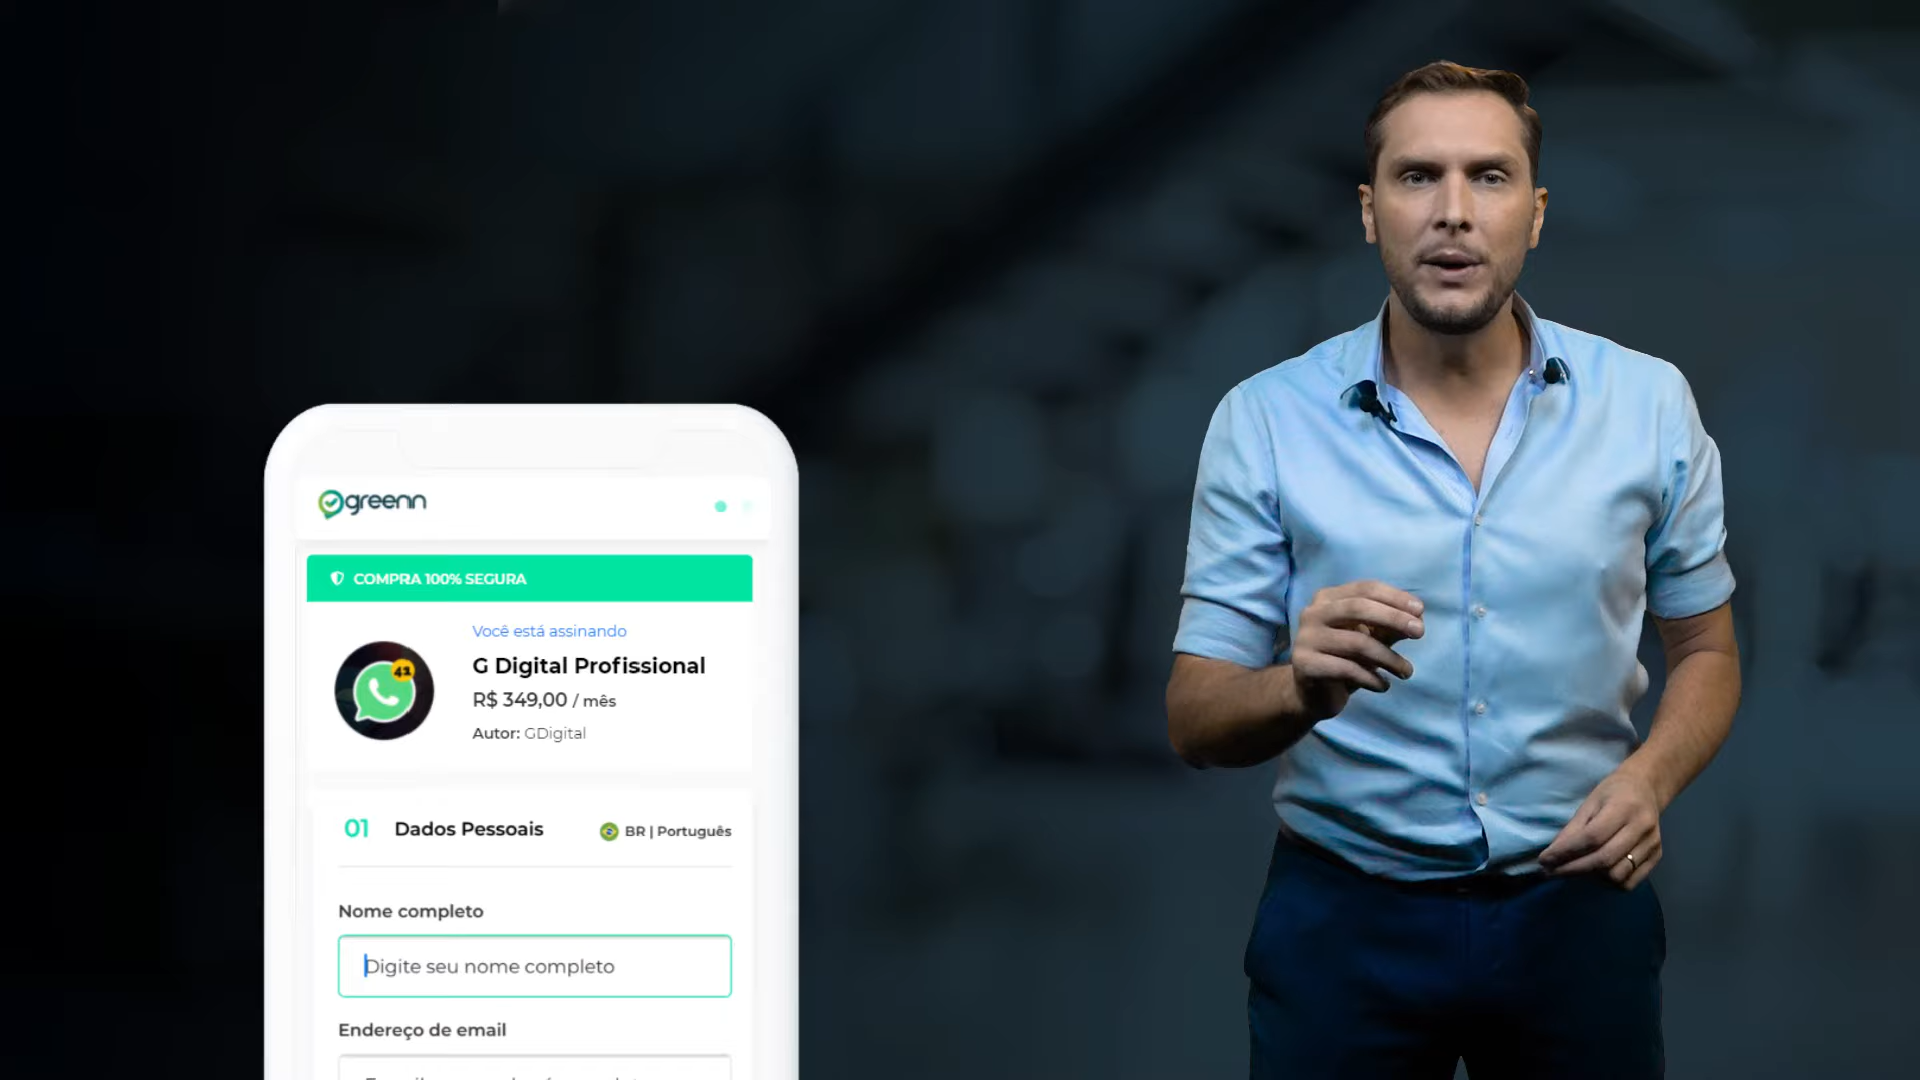 greenn
COMPRA 100% SEGURA
Você está assinando
G Digital Profissional
R$ 349,00 / mês
Autor: GDigital
41
01 Dados Pessoais
BR | Português
Nome completo
Digite seu nome completo
Endereço de email